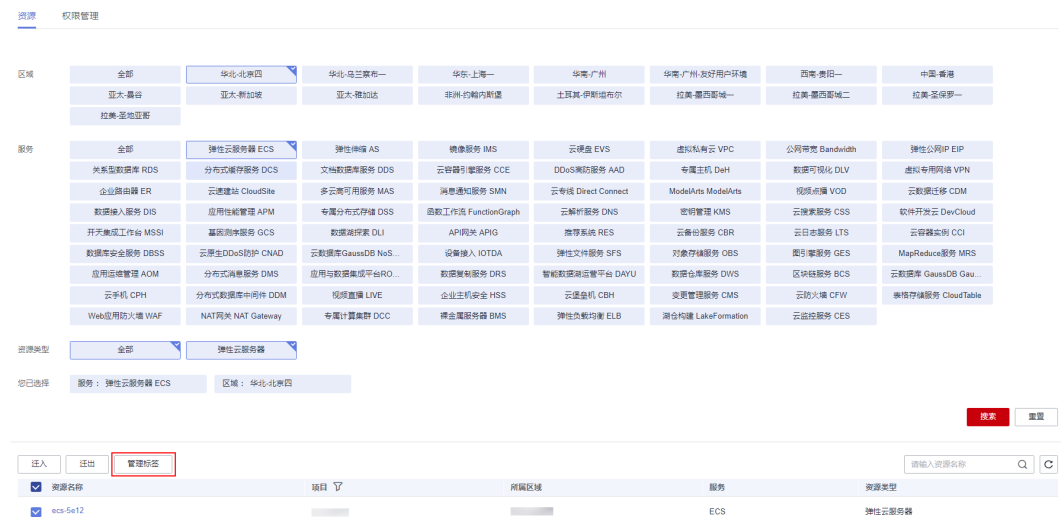 资源 权限管理
区域 全部 华北-北京四 华北-乌兰察布一 华东-上海一 华南-广州 华南-广州-友好用户环境 西南-贵阳一 中国-香港
亚太-曼谷 亚太-新加坡 亚太-雅加达 非洲-约翰内斯堡 土耳其-伊斯坦布尔 拉美-墨西哥城一 拉美-墨西哥城二 拉美-圣保罗一
拉美-圣地亚哥
服务 全部 弹性云服务器 ECS 弹性伸缩 AS 镜像服务 IMS 云硬盘 EVS 虚拟私有云 VPC 公网带宽 Bandwidth 弹性公网IP EIP
关系型数据库 RDS 分布式缓存服务 DCS 文档数据库服务 DDS 云容器引擎服务 CCE DDoS高防服务 AAD 专属主机 DeH 数据可视化 DLV 虚拟专用网络 VPN
企业路由器 ER 云速建站 CloudSite 多云高可用服务 MAS 消息通知服务 SMN 云专线 Direct Connect ModelArts ModelArts 视频点播 VOD 云数据迁移 CDM
数据接入服务 DIS 应用性能管理 APM 专属分布式存储 DSS 函数工作流 FunctionGraph 云解析服务 DNS 密钥管理 KMS 云搜索服务 CSS 软件开发云 DevCloud
开天集成工作台 MSSI 基因测序服务 GCS 数据湖探索 DLI API网关 APIG 推荐系统 RES 云备份服务 CBR 云日志服务 LTS 云容器实例 CCI
数据库安全服务 DBSS 云原生DDoS防护 CNAD 云数据库GaussDB NoS... 设备接入 IOTDA 弹性文件服务 SFS 对象存储服务 OBS 图引擎服务 GES MapReduce服务 MRS
应用运维管理 AOM 分布式消息服务 DMS 应用与数据集成平台RO... 数据复制服务 DRS 智能数据湖运营平台 DAYU 数据仓库服务 DWS 区块链服务 BCS 云数据库 GaussDB Gau...
云手机 CPH 分布式数据库中间件 DDM 视频直播 LIVE 企业主机安全 HSS 云堡垒机 CBH 变更管理服务 CMS 云防火墙 CFW 表格存储服务 CloudTable
Web应用防火墙 WAF NAT网关 NAT Gateway 专属计算集群 DCC 裸金属服务器 BMS 弹性负载均衡 ELB 湖仓构建 LakeFormation 云监控服务 CES
资源类型 全部 弹性云服务器
您已选择 服务： 弹性云服务器 ECS 区域： 华北-北京四
搜索 重置
迁入 迁出 管理标签 请输入资源名称
资源名称 项目 所属区域 服务 资源类型
ecs-5e12 ECS 弹性云服务器